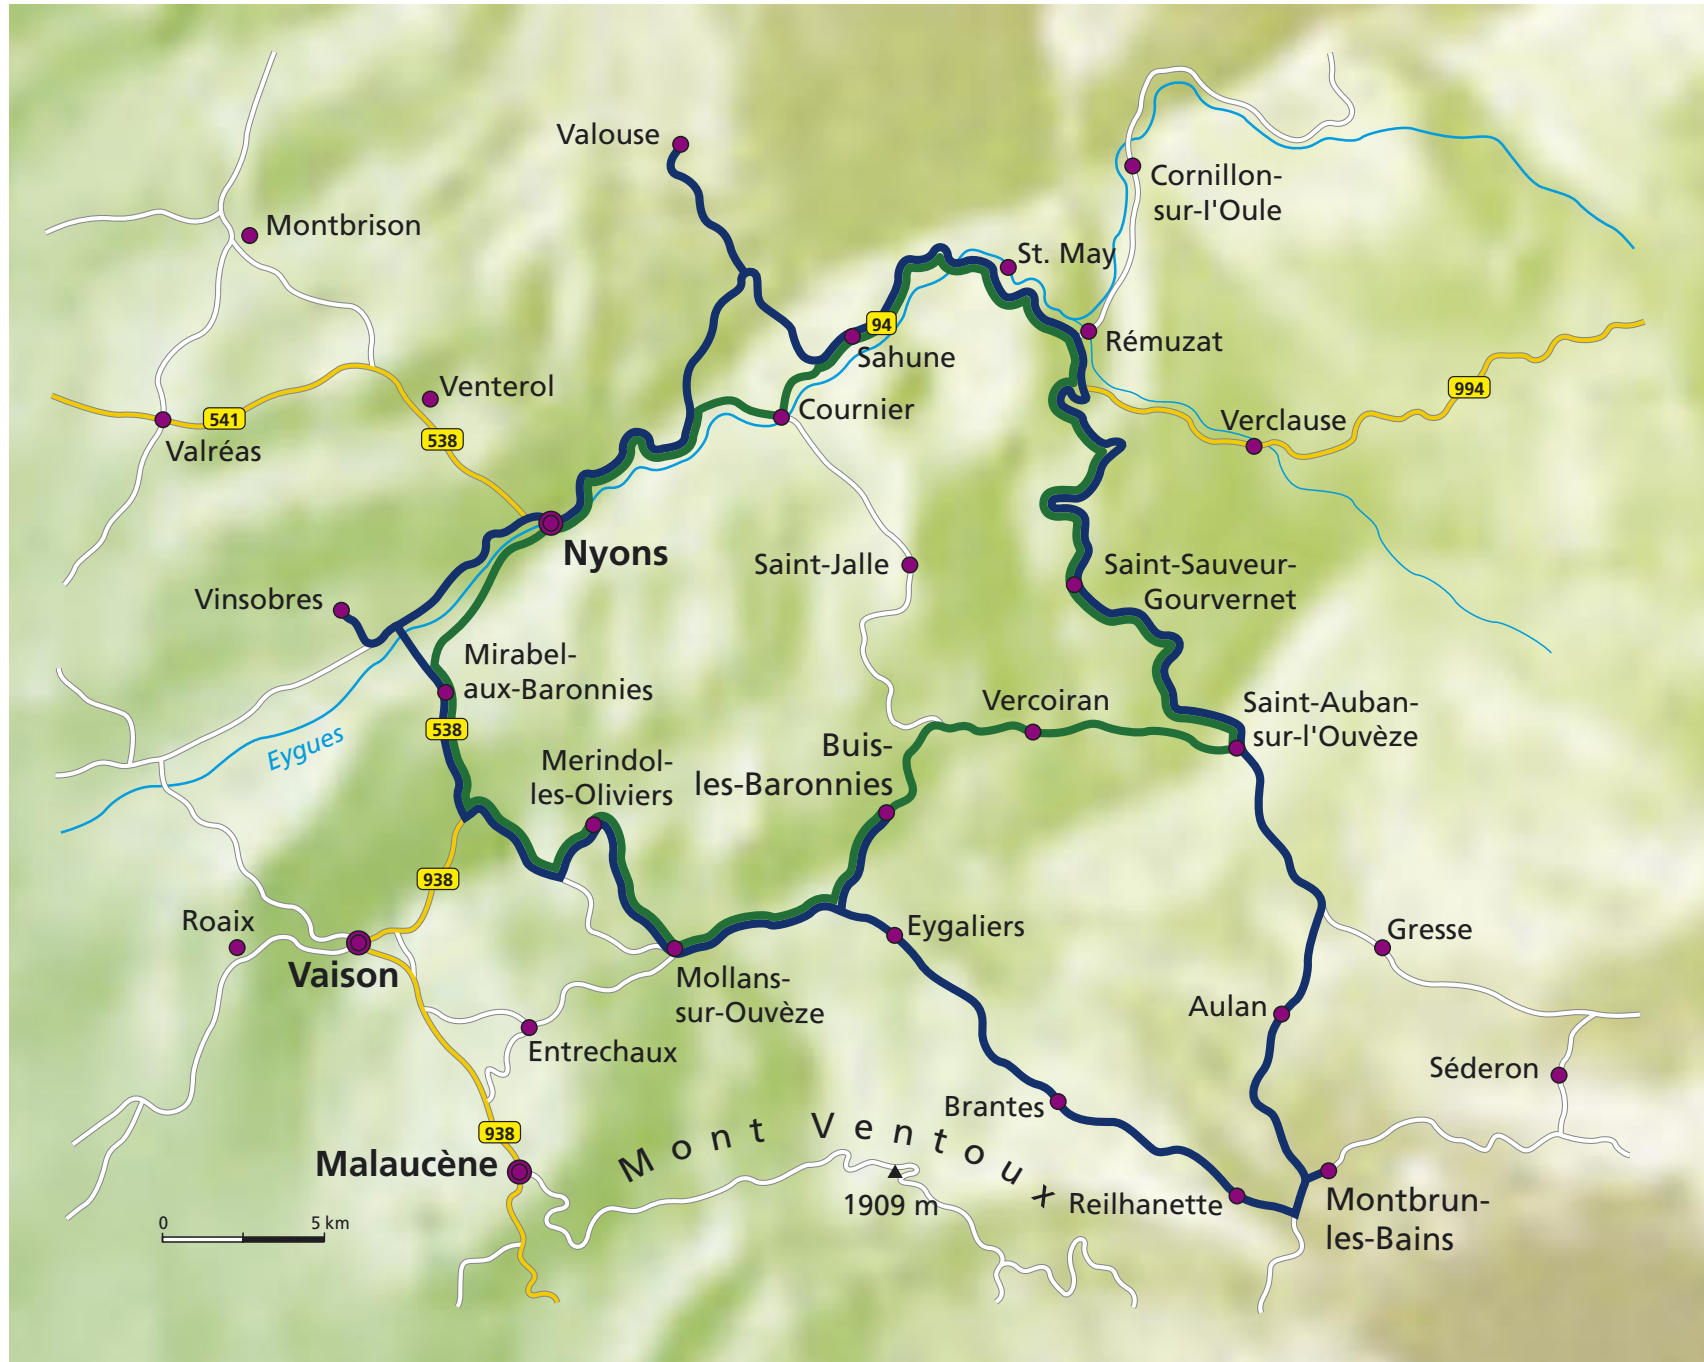 Valouse
Cornillon-
sur-l'Oule
Montbrison
St. May
94
Rémuzat
Sahune
Venterol
994
Cournier
541
Verclause
538
Valréas
Nyons
Saint-Jalle
Saint-Sauveur-
Gourvernet
Vinsobres
Mirabel-
aux-Baronnies
Vercoiran
Saint-Auban-
sur-l'Ouvèze
538
Eygues
Buis-
les-Baronnies
Merindol-
les-Oliviers
938
Roaix
Eygaliers
Gresse
Vaison
Mollans-
sur-Ouvèze
Aulan
Entrechaux
Séderon
Brantes
938
Mont Ventoux
Malaucène
1909 m
Reilhanette
Montbrun-
les-Bains
0 5 km